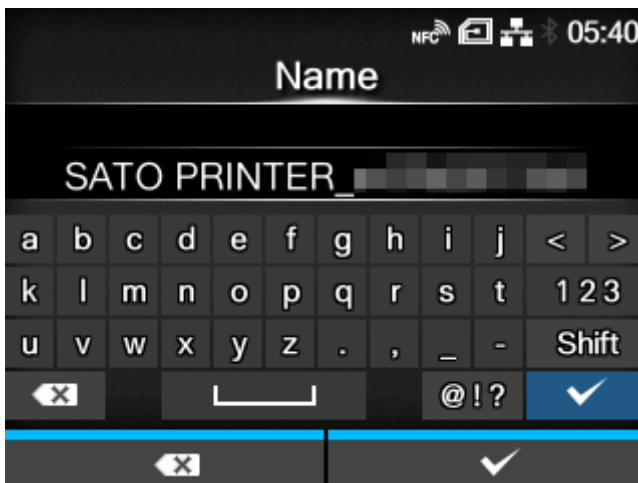 NFC 05:40
Name
SATO PRINTER_
a b c d e f g h i j < >
k l m n o p q r s t 123
u v w x y z . , _ - Shift
@!?